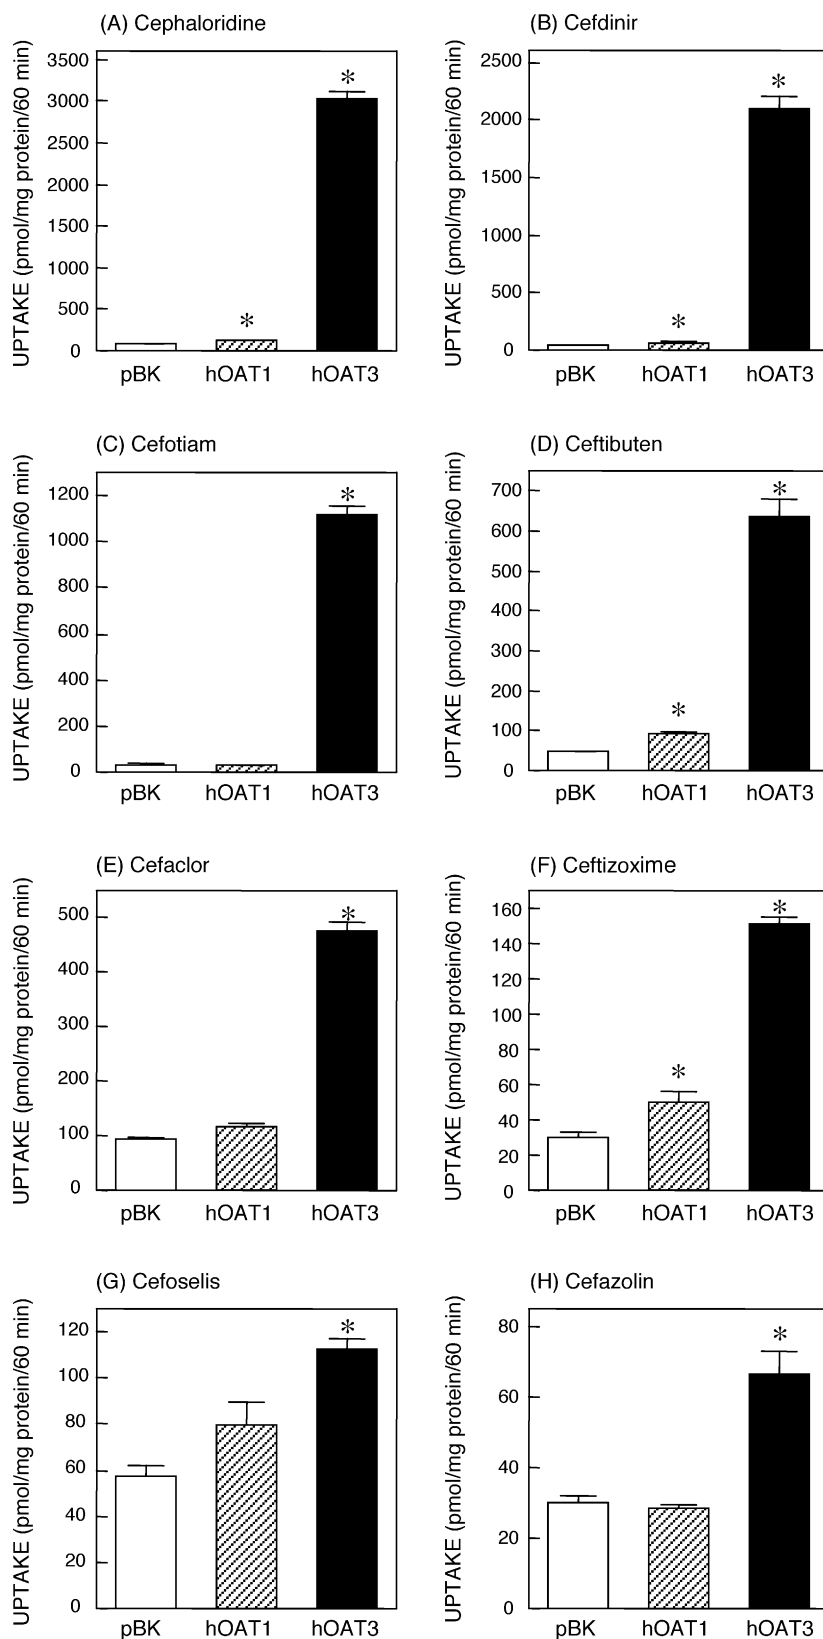 (A) Cephaloridine
UPTAKE (pmol/mg protein/60 min)
3500
3000
2500
2000
1500
1000
500
0
*
*
pBK hOAT1 hOAT3
(B) Cefdinir
UPTAKE (pmol/mg protein/60 min)
2500
2000
1500
1000
500
0
*
*
pBK hOAT1 hOAT3
(C) Cefotiam
UPTAKE (pmol/mg protein/60 min)
1200
1000
800
600
400
200
0
*
pBK hOAT1 hOAT3
(D) Ceftibuten
UPTAKE (pmol/mg protein/60 min)
700
600
500
400
300
200
100
0
*
*
pBK hOAT1 hOAT3
(E) Cefaclor
UPTAKE (pmol/mg protein/60 min)
500
400
300
200
100
0
*
pBK hOAT1 hOAT3
(F) Ceftizoxime
UPTAKE (pmol/mg protein/60 min)
160
140
120
100
80
60
40
20
0
*
*
pBK hOAT1 hOAT3
(G) Cefoselis
UPTAKE (pmol/mg protein/60 min)
120
100
80
60
40
20
0
*
pBK hOAT1 hOAT3
(H) Cefazolin
UPTAKE (pmol/mg protein/60 min)
80
60
40
20
0
*
pBK hOAT1 hOAT3